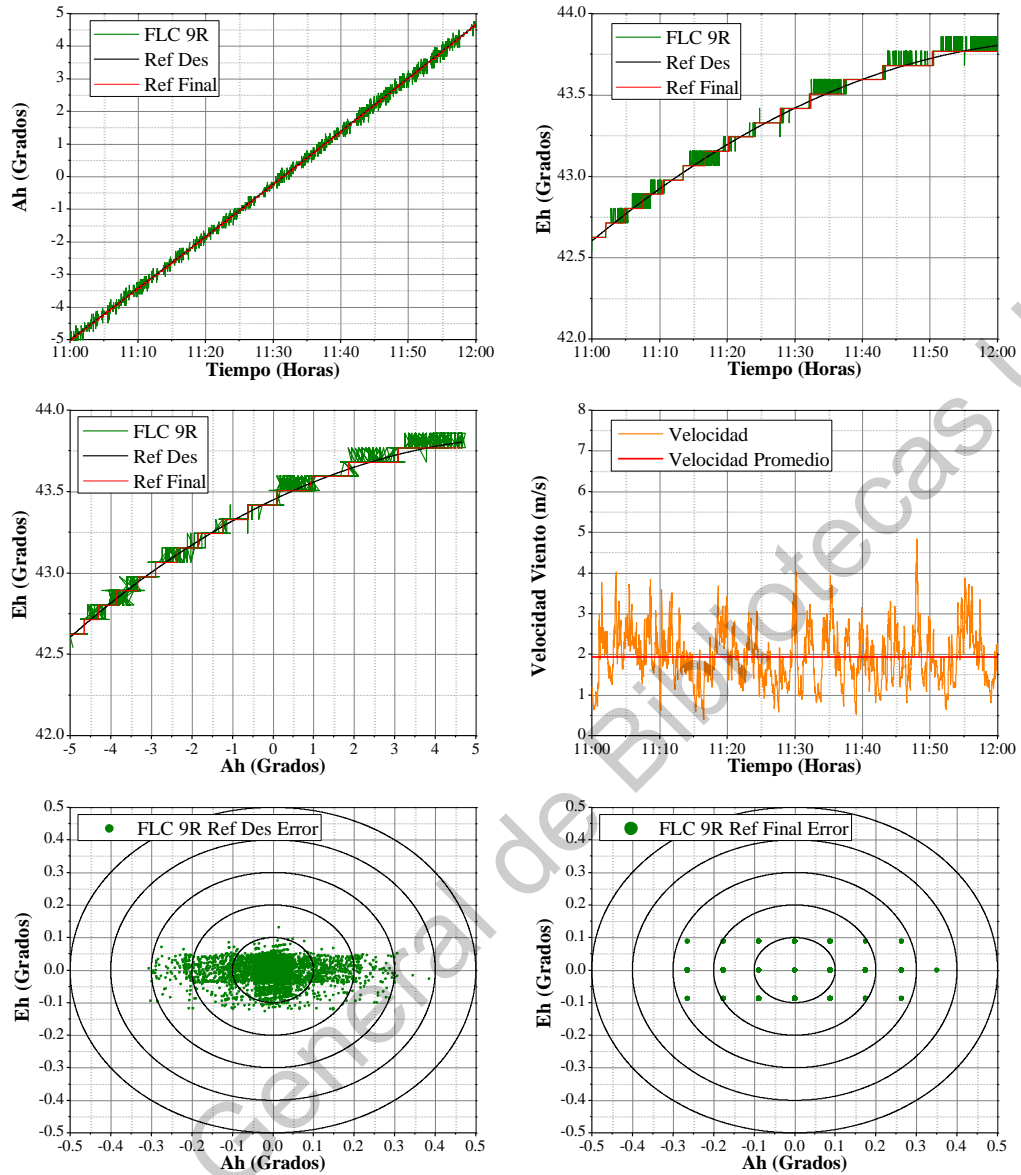 5
4
3
2
1
0
-1
-2
-3
-4
-5
Ah (Grados)
FLC 9R
Ref Des
Ref Final
11:00 11:10 11:20 11:30 11:40 11:50 12:00
Tiempo (Horas)
44.0
43.5
43.0
42.5
42.0
Eh (Grados)
FLC 9R
Ref Des
Ref Final
11:00 11:10 11:20 11:30 11:40 11:50 12:00
Tiempo (Horas)
44.0
43.5
43.0
42.5
42.0
Eh (Grados)
FLC 9R
Ref Des
Ref Final
-5 -4 -3 -2 -1 0 1 2 3 4 5
Ah (Grados)
8
7
6
5
4
3
2
1
0
Velocidad Viento (m/s)
Velocidad
Velocidad Promedio
11:00 11:10 11:20 11:30 11:40 11:50 12:00
Tiempo (Horas)
0.5
0.4
0.3
0.2
0.1
0.0
-0.1
-0.2
-0.3
-0.4
-0.5
Eh (Grados)
FLC 9R Ref Des Error
-0.5 -0.4 -0.3 -0.2 -0.1 0.0 0.1 0.2 0.3 0.4 0.5
Ah (Grados)
0.5
0.4
0.3
0.2
0.1
0.0
-0.1
-0.2
-0.3
-0.4
-0.5
Eh (Grados)
FLC 9R Ref Final Error
-0.5 -0.4 -0.3 -0.2 -0.1 0.0 0.1 0.2 0.3 0.4 0.5
Ah (Grados)
General de Bibliotecas